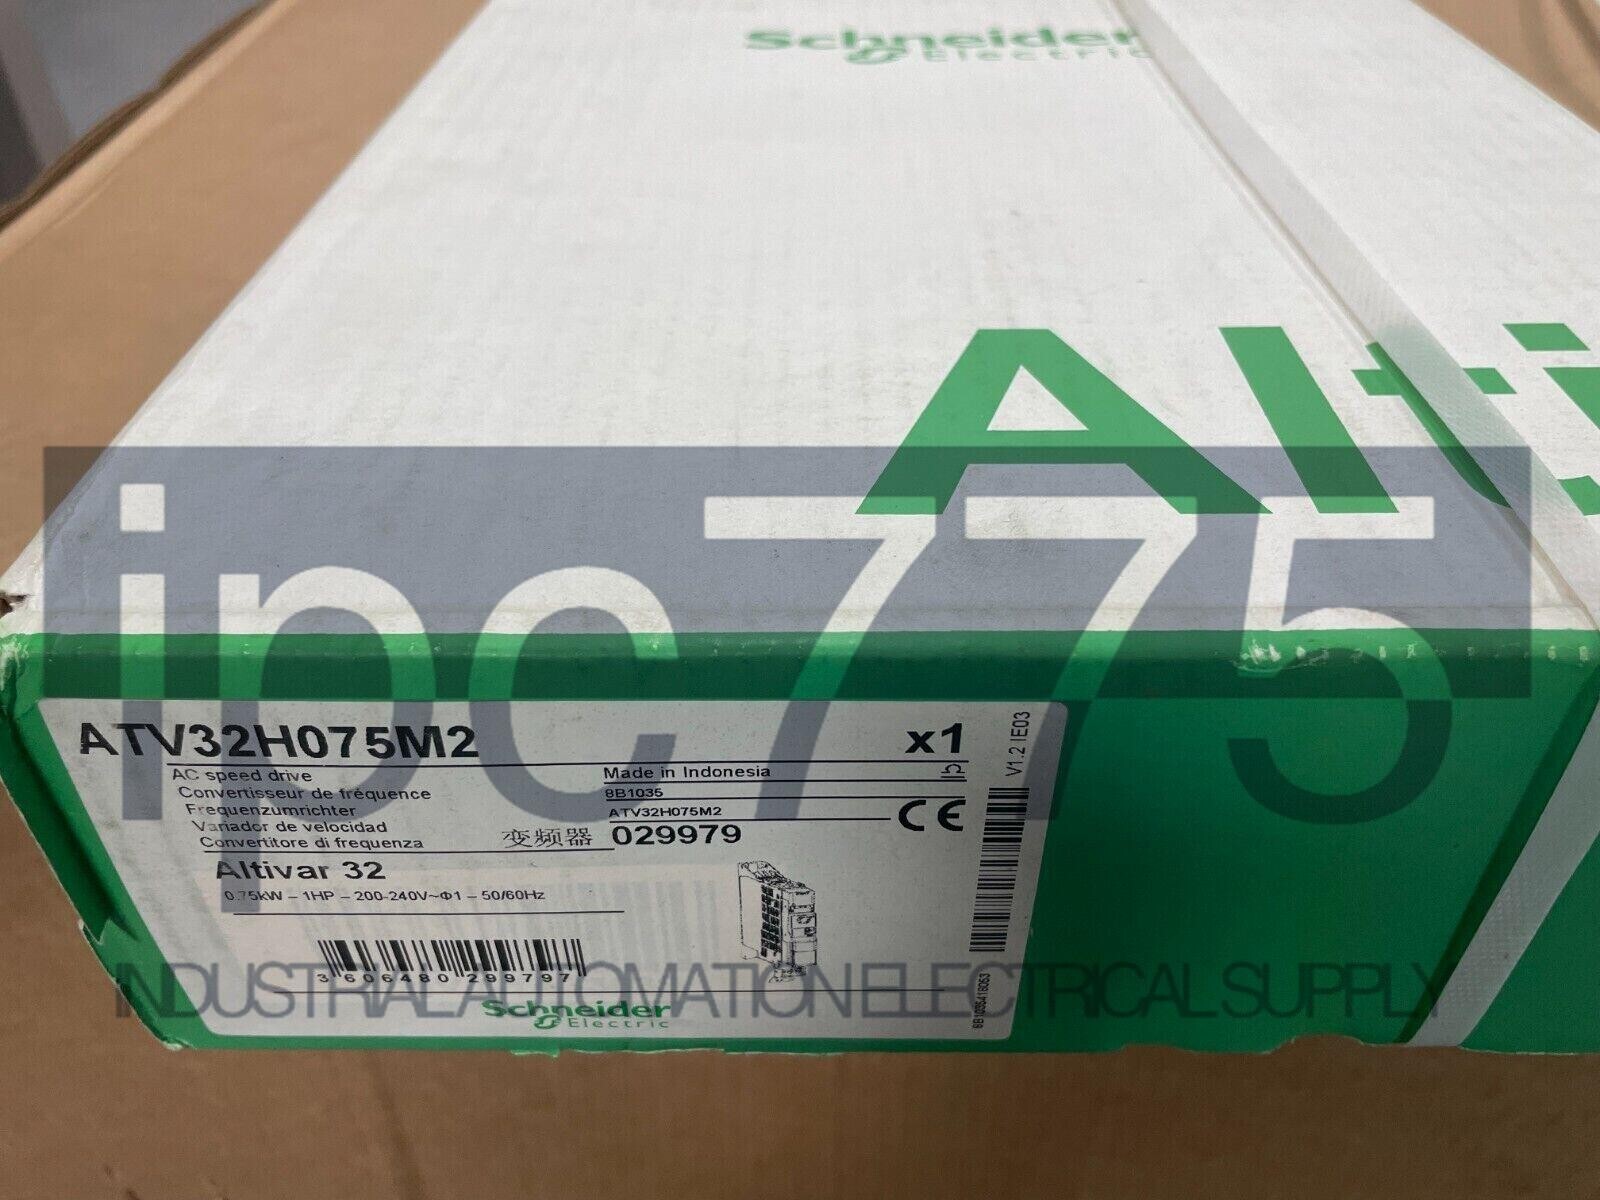 Schneider
Electric
Alti
ipc775
ATV32H075M2
x1
AC speed drive
Convertisseur de fréquence
Frequenzumrichter
Variador de velocidad
Convertitore di frequenza
变频器
Made in Indonesia
8B1035
ATV32H075M2
029979
CE
V1.2 IE03
Altivar 32
0.75kW – 1HP – 200-240V~Φ1 – 50/60Hz
3 606480 299797
8B1035416053
Schneider
Electric
INDUSTRIAL AUTOMATION ELECTRICAL SUPPLY